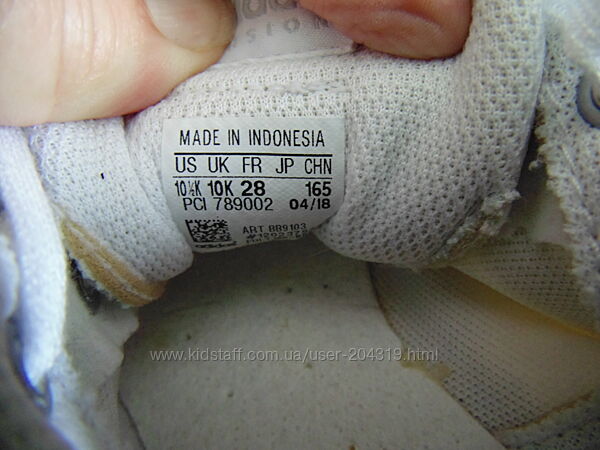 MADE IN INDONESIA
US UK FR JP CHN
10½K 10K 28 165
PCI 789002 04/18
ART BB9103
adidas
www.kidstaff.com.ua/user-204319.html